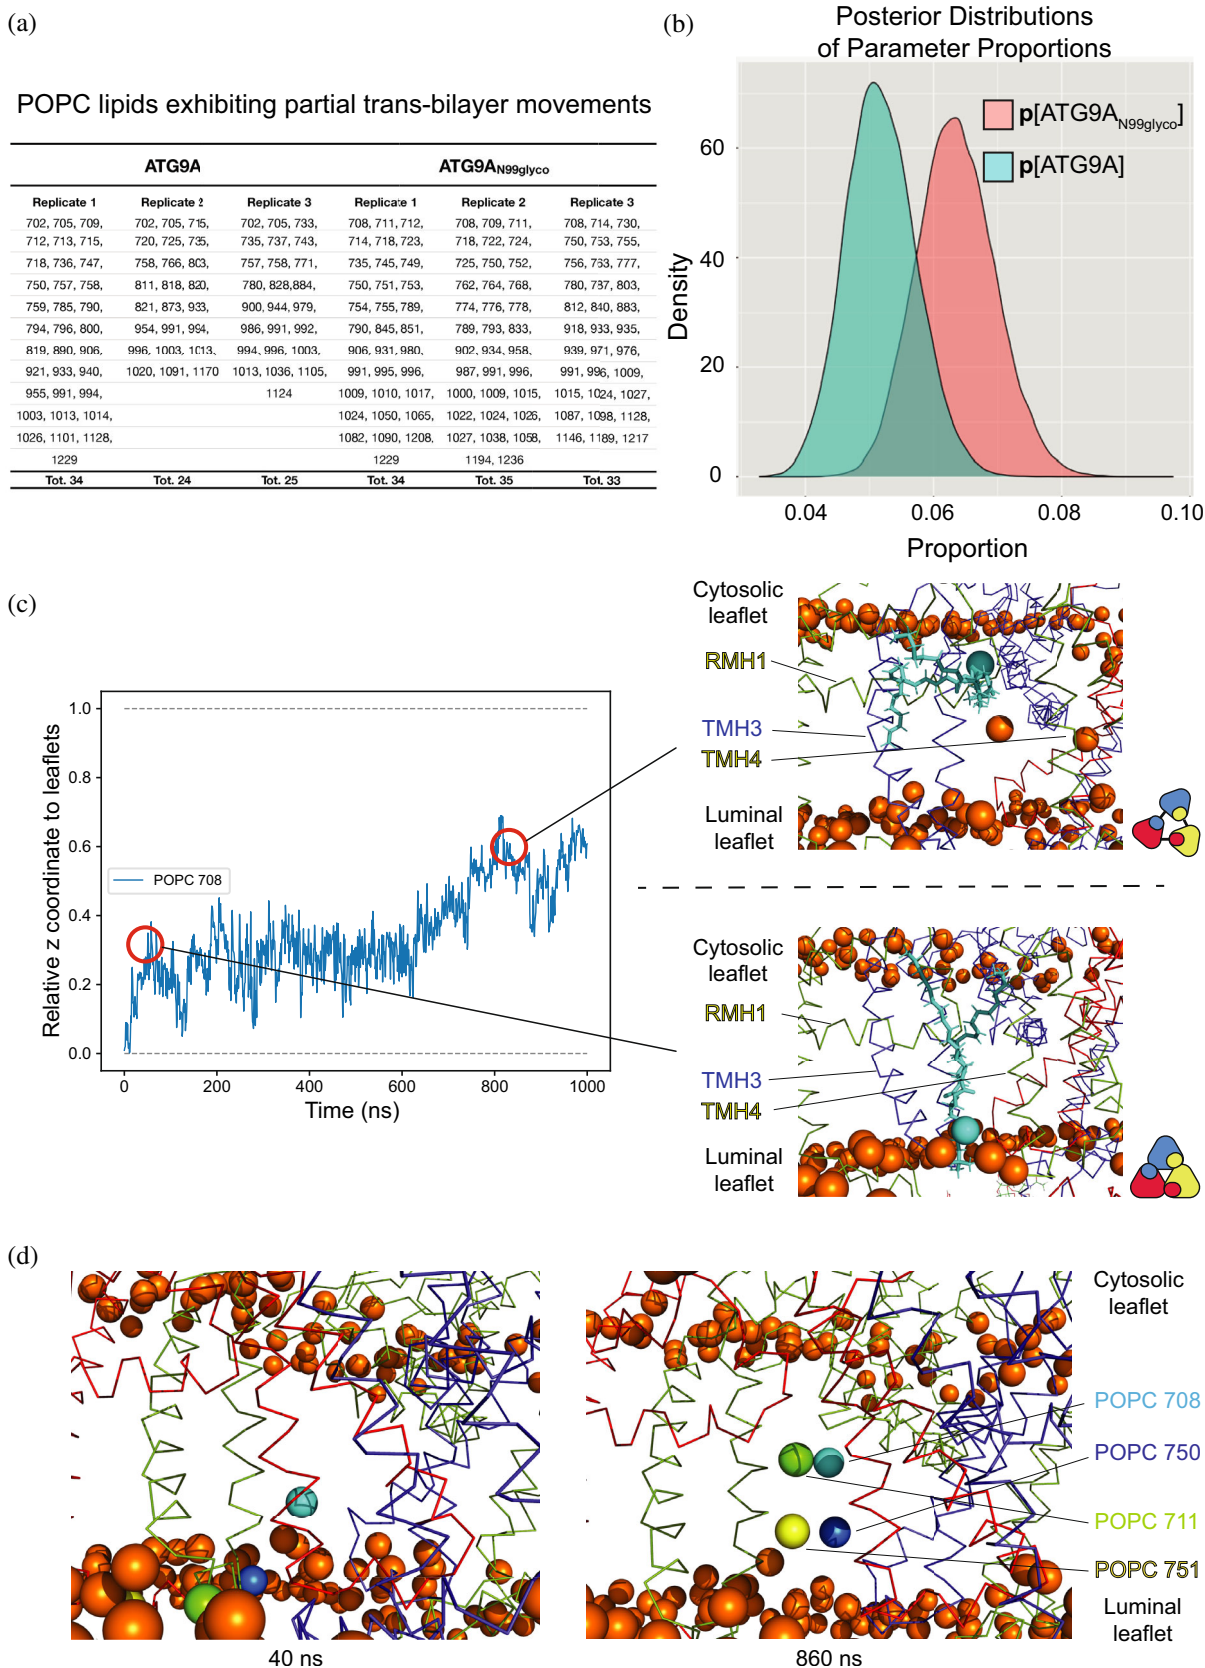 (a)
POPC lipids exhibiting partial trans-bilayer movements
ATG9A ATG9A_N99glyco
Replicate 1 Replicate 2 Replicate 3 Replicate 1 Replicate 2 Replicate 3
702, 705, 709, 702, 705, 715, 702, 705, 733, 708, 711, 712, 708, 709, 711, 708, 714, 730,
712, 713, 715, 720, 725, 735, 735, 737, 743, 714, 718, 723, 718, 722, 724, 750, 753, 755,
718, 736, 747, 758, 766, 803, 757, 758, 771, 735, 745, 749, 725, 750, 752, 756, 763, 777,
750, 757, 758, 811, 818, 820, 780, 828,884, 750, 751, 753, 762, 764, 768, 780, 787, 803,
759, 785, 790, 821, 873, 933, 900, 944, 979, 754, 755, 789, 774, 776, 778, 812, 840, 883,
794, 796, 800, 954, 991, 994, 986, 991, 992, 790, 845, 851, 789, 793, 833, 918, 933, 935,
819, 890, 906, 996, 1003, 1013, 994, 996, 1003, 906, 931, 980, 902, 934, 958, 939, 971, 976,
921, 933, 940, 1020, 1091, 1170 1013, 1036, 1105, 991, 995, 996, 987, 991, 996, 991, 996, 1009,
955, 991, 994, 1124 1009, 1010, 1017, 1000, 1009, 1015, 1015, 1024, 1027,
1003, 1013, 1014, 1024, 1050, 1065, 1022, 1024, 1026, 1087, 1098, 1128,
1026, 1101, 1128, 1082, 1090, 1208, 1027, 1038, 1058, 1146, 1189, 1217
1229 1229 1194, 1236
Tot. 34 Tot. 24 Tot. 25 Tot. 34 Tot. 35 Tot. 33
(b)
Posterior Distributions
of Parameter Proportions
p[ATG9A_N99glyco]
p[ATG9A]
Density
60
40
20
0
0.04 0.06 0.08 0.10
Proportion
(c)
Relative z coordinate to leaflets
1.0
0.8
0.6
0.4
0.2
0.0
POPC 708
0 200 400 600 800 1000
Time (ns)
Cytosolic
leaflet
RMH1
TMH3
TMH4
Luminal
leaflet
Cytosolic
leaflet
RMH1
TMH3
TMH4
Luminal
leaflet
(d)
Cytosolic
leaflet
POPC 708
POPC 750
POPC 711
POPC 751
Luminal
leaflet
40 ns 860 ns